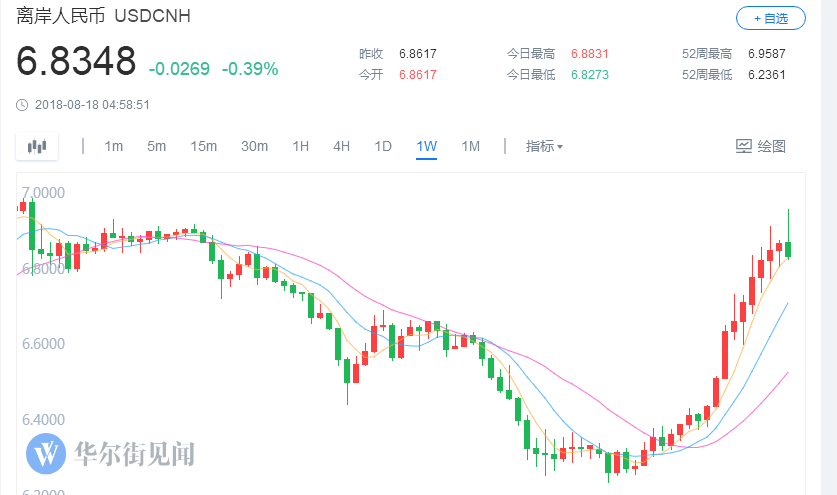 离岸人民币 USDCNH
+ 自选
6.8348 -0.0269 -0.39%
昨收 6.8617 今日最高 6.8831 52周最高 6.9587
今开 6.8617 今日最低 6.8273 52周最低 6.2361
2018-08-18 04:58:51
1m 5m 15m 30m 1H 4H 1D 1W 1M 指标 绘图
7.0000
6.8000
6.6000
6.4000
W 华尔街见闻
6.2000